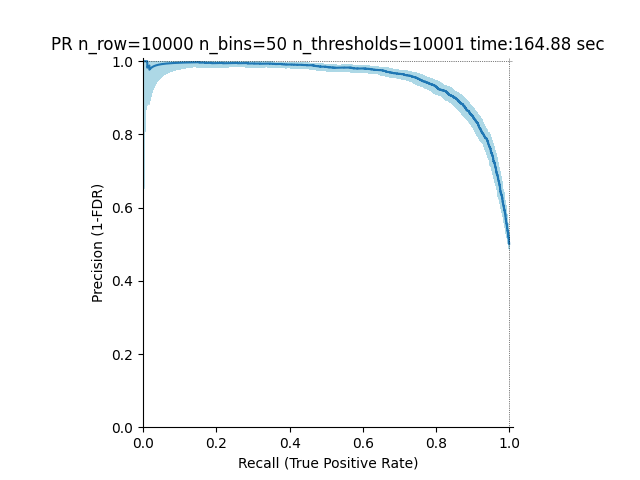 PR n_row=10000 n_bins=50 n_thresholds=10001 time:164.88 sec
1.0
0.8
0.6
0.4
0.2
0.0
Precision (1-FDR)
0.0 0.2 0.4 0.6 0.8 1.0
Recall (True Positive Rate)